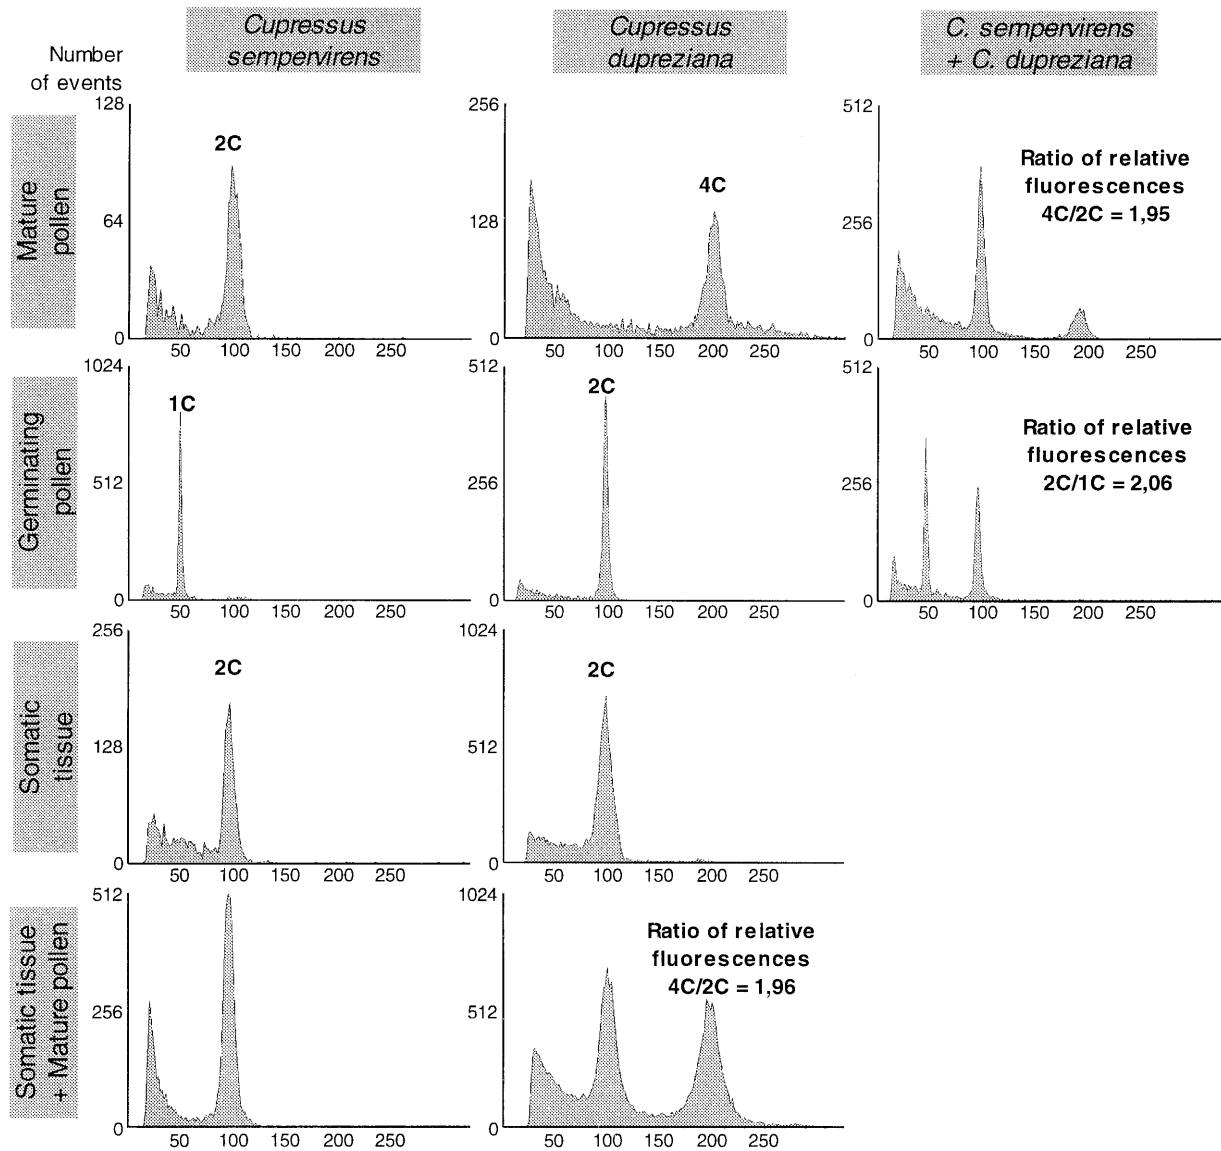 Cupressus
sempervirens
Cupressus
dupreziana
C. sempervirens
+ C. dupreziana
Number
of events
Mature
pollen
128
64
0
2C
50 100 150 200 250
256
128
0
4C
50 100 150 200 250
512
256
0
Ratio of relative
fluorescences
4C/2C = 1,95
50 100 150 200 250
Germinating
pollen
1024
512
0
1C
50 100 150 200 250
512
256
0
2C
50 100 150 200 250
512
256
0
Ratio of relative
fluorescences
2C/1C = 2,06
50 100 150 200 250
Somatic
tissue
256
128
0
2C
50 100 150 200 250
1024
512
0
2C
50 100 150 200 250
Somatic tissue
+ Mature pollen
512
256
0
50 100 150 200 250
1024
512
0
Ratio of relative
fluorescences
4C/2C = 1,96
50 100 150 200 250